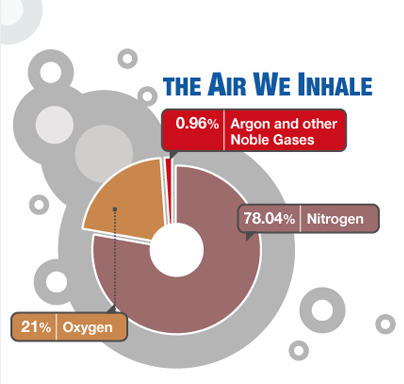 THE AIR WE INHALE
0.96% Argon and other
Noble Gases
78.04% Nitrogen
21% Oxygen